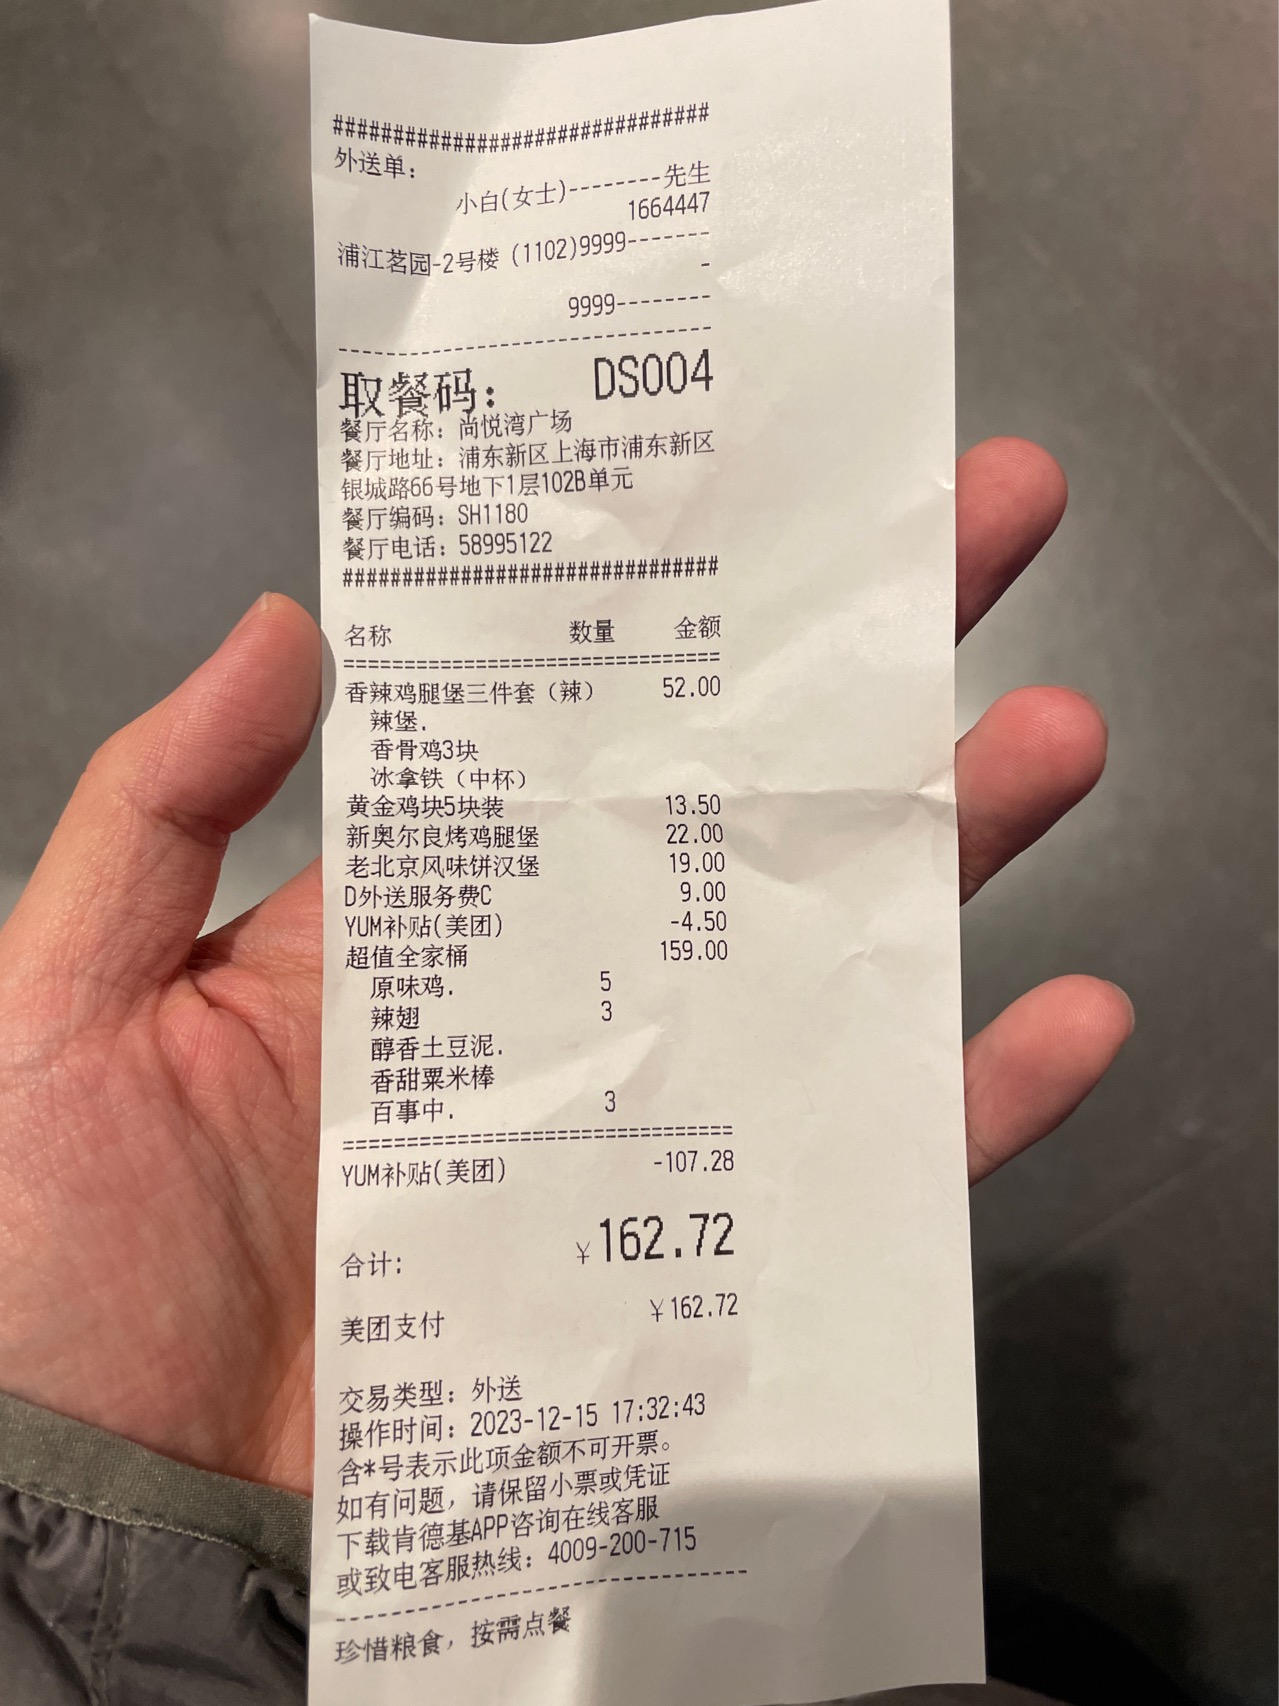 ###############################
外送单:
小白(女士)--------先生
1664447
浦江茗园-2号楼 (1102)9999-------
-
9999--------
--------------------------------
取餐码: DS004
餐厅名称: 尚悦湾广场
餐厅地址: 浦东新区上海市浦东新区
银城路66号地下1层102B单元
餐厅编码: SH1180
餐厅电话: 58995122
################################
名称 数量 金额
================================
香辣鸡腿堡三件套（辣） 52.00
辣堡.
香骨鸡3块
冰拿铁（中杯）
黄金鸡块5块装 13.50
新奥尔良烤鸡腿堡 22.00
老北京风味饼汉堡 19.00
D外送服务费C 9.00
YUM补贴(美团) -4.50
超值全家桶 159.00
原味鸡. 5
辣翅 3
醇香土豆泥.
香甜粟米棒
百事中. 3
================================
YUM补贴(美团) -107.28
合计: ¥162.72
美团支付 ¥162.72
交易类型: 外送
操作时间: 2023-12-15 17:32:43
含*号表示此项金额不可开票。
如有问题，请保留小票或凭证
下载肯德基APP咨询在线客服
或致电客服热线: 4009-200-715
--------------------------------
珍惜粮食，按需点餐